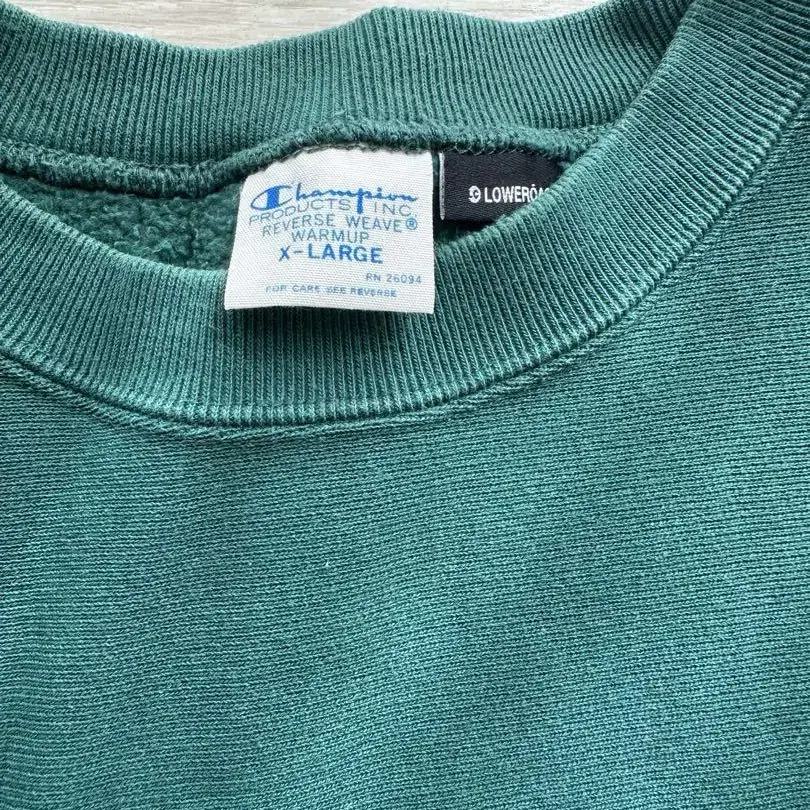 Champion
PRODUCTS INC
REVERSE WEAVE®
WARMUP
X-LARGE
RN 26094
FOR CARE SEE REVERSE